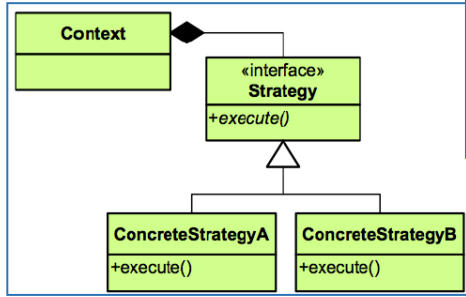 Context
«interface»
Strategy
+execute()
ConcreteStrategyA
+execute()
ConcreteStrategyB
+execute()